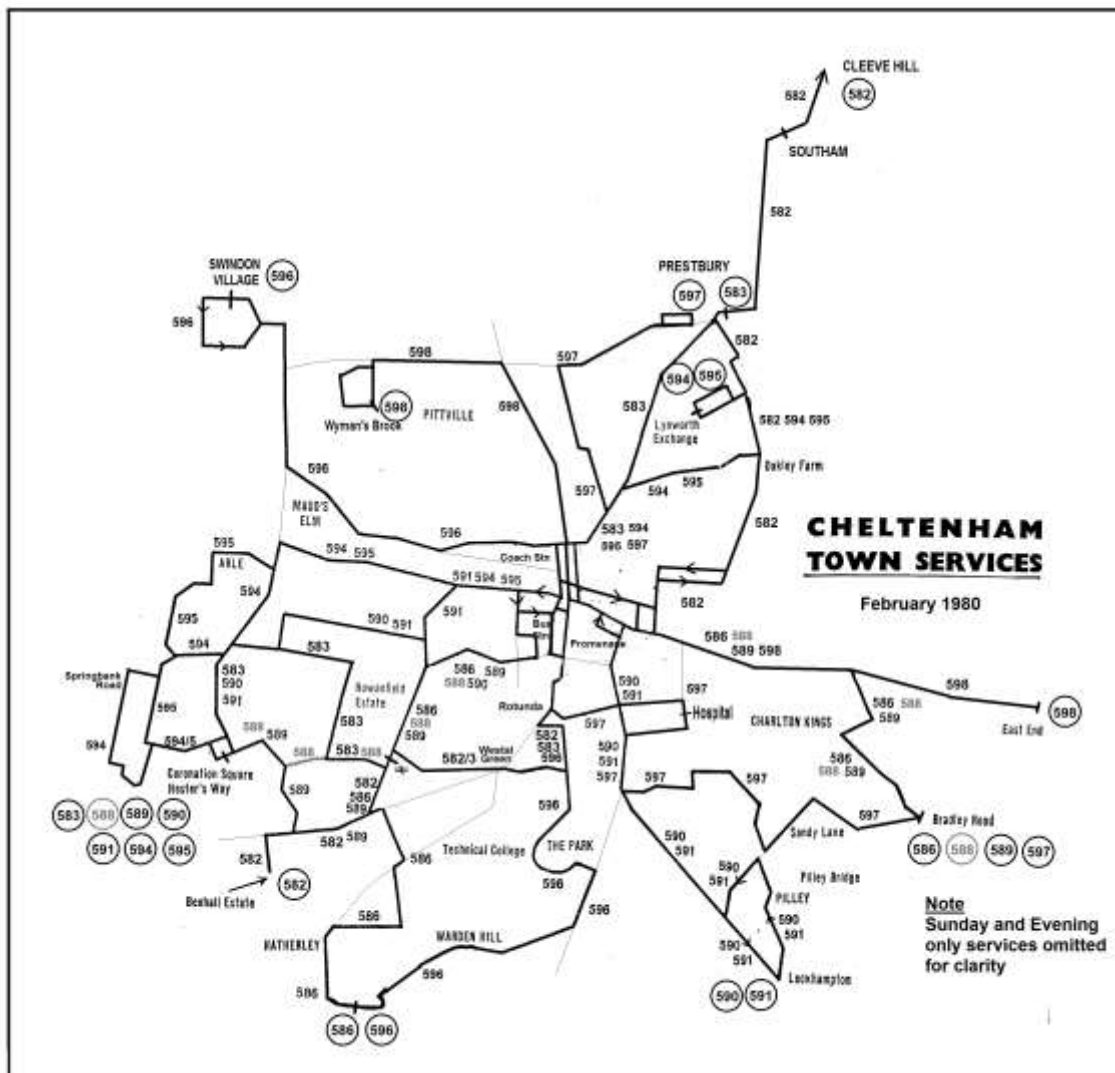 CLEEVE HILL
582
582
SOUTHAM
582
SWINDON
VILLAGE
596
PRESTBURY
597
583
596
598
597
582
594
595
598
598
PITTVILLE
583
Wyman's Brook
Lynworth
Exchange
582 594 595
Oakley Farm
596
597
594
595
582
MAUD'S
ELM
CHELTENHAM
TOWN SERVICES
596
583 594
596 597
595
594 595
Coach Stn
ARLE
594
591 594 595
February 1980
595
591
582
Bus
Stn
590
591
Promenade
586 588
589 598
594
583
583
590
591
586 589
588 590
590
591
Springbank
Road
Rowanfield
Estate
598
597
586
588
589
Rotunda
Hospital
CHARLTON KINGS
586 588
589
598
East End
595
588
589
583
597
594
594/5
588
583 588
582/3
Westal
Green
582
583
596
590
591
597
586
588 589
Coronation Square
Hester's Way
589
582
586
589
597
597
583
588
589
590
596
Sandy Lane
597
Bradley Road
591
594
595
582
589
Technical College
THE PARK
590
591
586
588
589
597
582
586
596
590
591
Pilley Bridge
582
Benhall Estate
PILLEY
586
596
590
591
Note
Sunday and Evening
only services omitted
for clarity
HATHERLEY
WARDEN HILL
590
591
596
Leckhampton
586
590
591
586
596